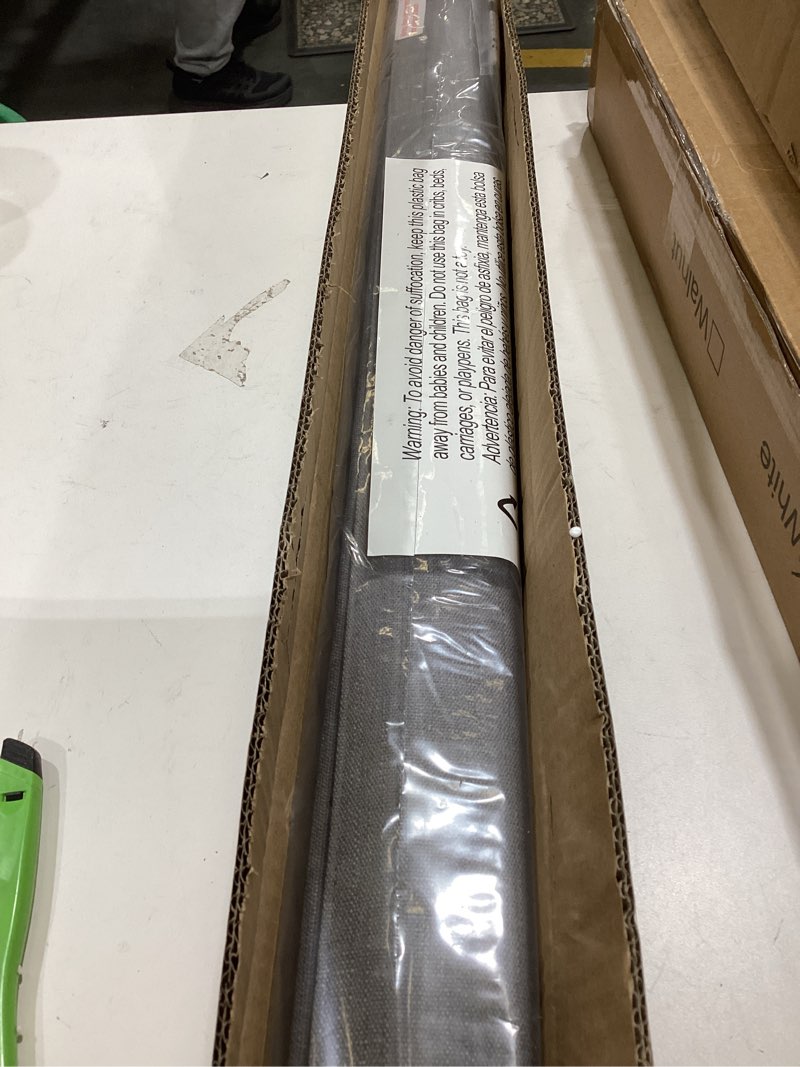 Warning: To avoid danger of suffocation, keep this plastic bag
away from babies and children. Do not use this bag in cribs, beds,
carriages, or playpens. This bag is not a
Advertencia: Para evitar el peligro de asfixia, mantenga esta bolsa
Walnut
White